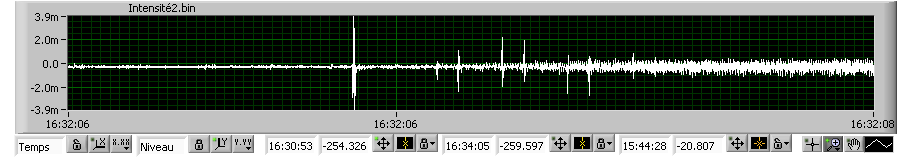 Intensité2.bin
3.9m
2.0m
0.0
-2.0m
-3.9m
16:32:06 16:32:06 16:32:08
Temps X.XX Niveau Y.YY 16:30:53 -254.326 16:34:05 -259.597 15:44:28 -20.807